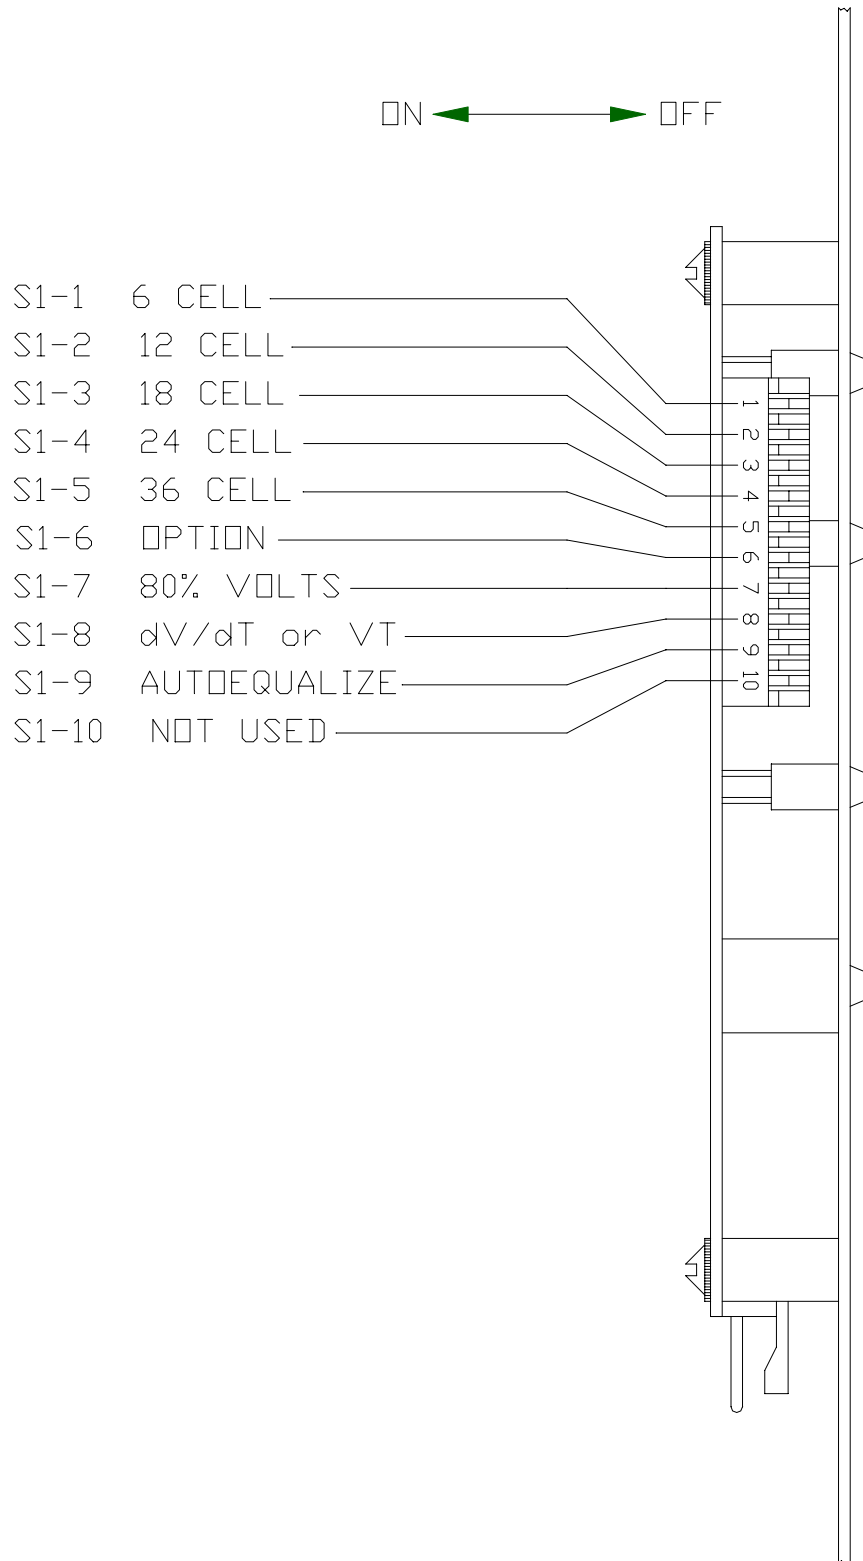 ON OFF
S1-1 6 CELL
S1-2 12 CELL
S1-3 18 CELL
S1-4 24 CELL
S1-5 36 CELL
S1-6 OPTION
S1-7 80% VOLTS
S1-8 dV/dT or VT
S1-9 AUTOEQUALIZE
S1-10 NOT USED
1
2
3
4
5
6
7
8
9
10